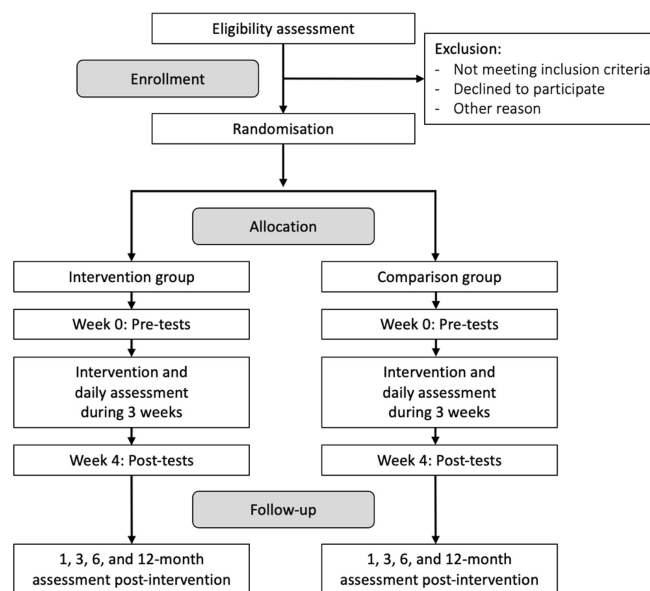 Eligibility assessment
Exclusion:
- Not meeting inclusion criteria
- Declined to participate
- Other reason
Enrollment
Randomisation
Allocation
Intervention group
Comparison group
Week 0: Pre-tests
Week 0: Pre-tests
Intervention and
daily assessment
during 3 weeks
Intervention and
daily assessment
during 3 weeks
Week 4: Post-tests
Week 4: Post-tests
Follow-up
1, 3, 6, and 12-month
assessment post-intervention
1, 3, 6, and 12-month
assessment post-intervention